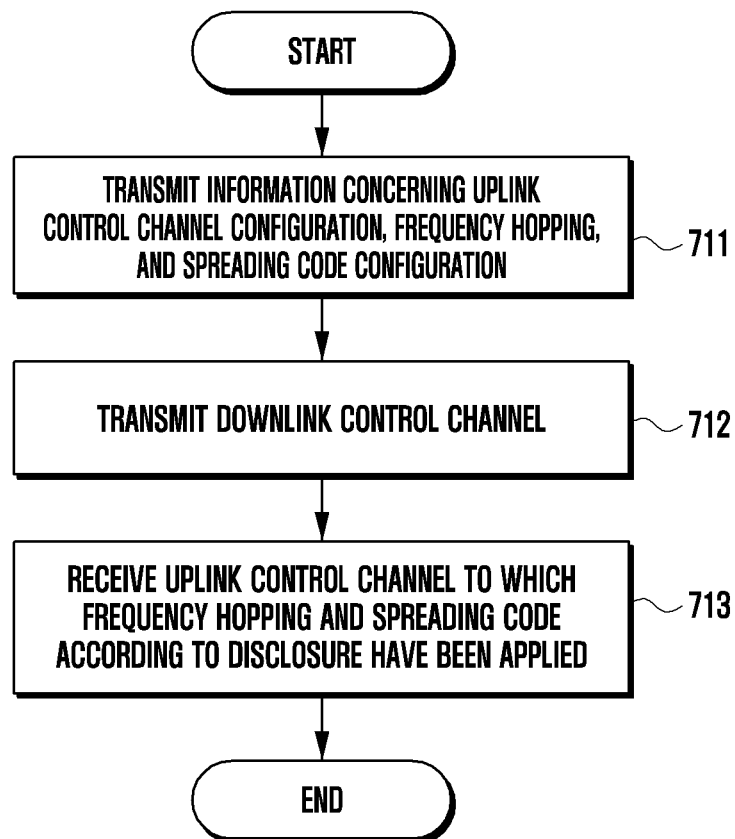 START
TRANSMIT INFORMATION CONCERNING UPLINK
CONTROL CHANNEL CONFIGURATION, FREQUENCY HOPPING,
AND SPREADING CODE CONFIGURATION
711
TRANSMIT DOWNLINK CONTROL CHANNEL
712
RECEIVE UPLINK CONTROL CHANNEL TO WHICH
FREQUENCY HOPPING AND SPREADING CODE
ACCORDING TO DISCLOSURE HAVE BEEN APPLIED
713
END